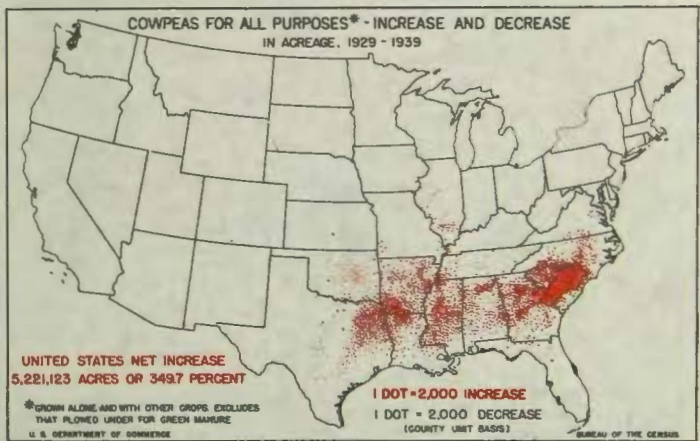 COWPEAS FOR ALL PURPOSES* - INCREASE AND DECREASE
IN ACREAGE, 1929 - 1939
UNITED STATES NET INCREASE
5,221,123 ACRES OR 349.7 PERCENT
*GROWN ALONE AND WITH OTHER CROPS. EXCLUDES
THAT PLOWED UNDER FOR GREEN MANURE
U. S. DEPARTMENT OF COMMERCE
1 DOT = 2,000 INCREASE
1 DOT = 2,000 DECREASE
(COUNTY UNIT BASIS)
BUREAU OF THE CENSUS